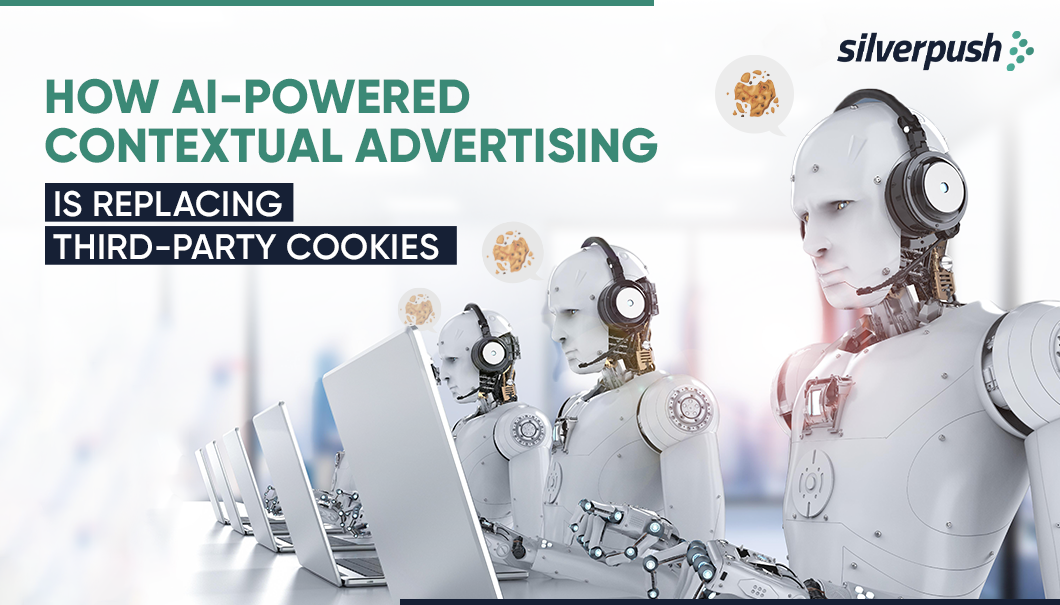 silverpush
HOW AI-POWERED
CONTEXTUAL ADVERTISING
IS REPLACING
THIRD-PARTY COOKIES